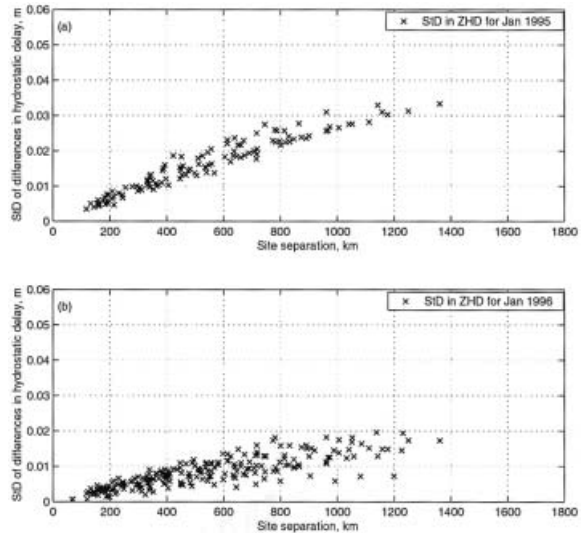 0.06
(a)
× StD in ZHD for Jan 1995
0.05
0.04
0.03
0.02
0.01
0
StD of differences in hydrostatic delay, m
0 200 400 600 800 1000 1200 1400 1600 1800
Site separation, km
0.06
(b)
× StD in ZHD for Jan 1996
0.05
0.04
0.03
0.02
0.01
0
StD of differences in hydrostatic delay, m
0 200 400 600 800 1000 1200 1400 1600 1800
Site separation, km